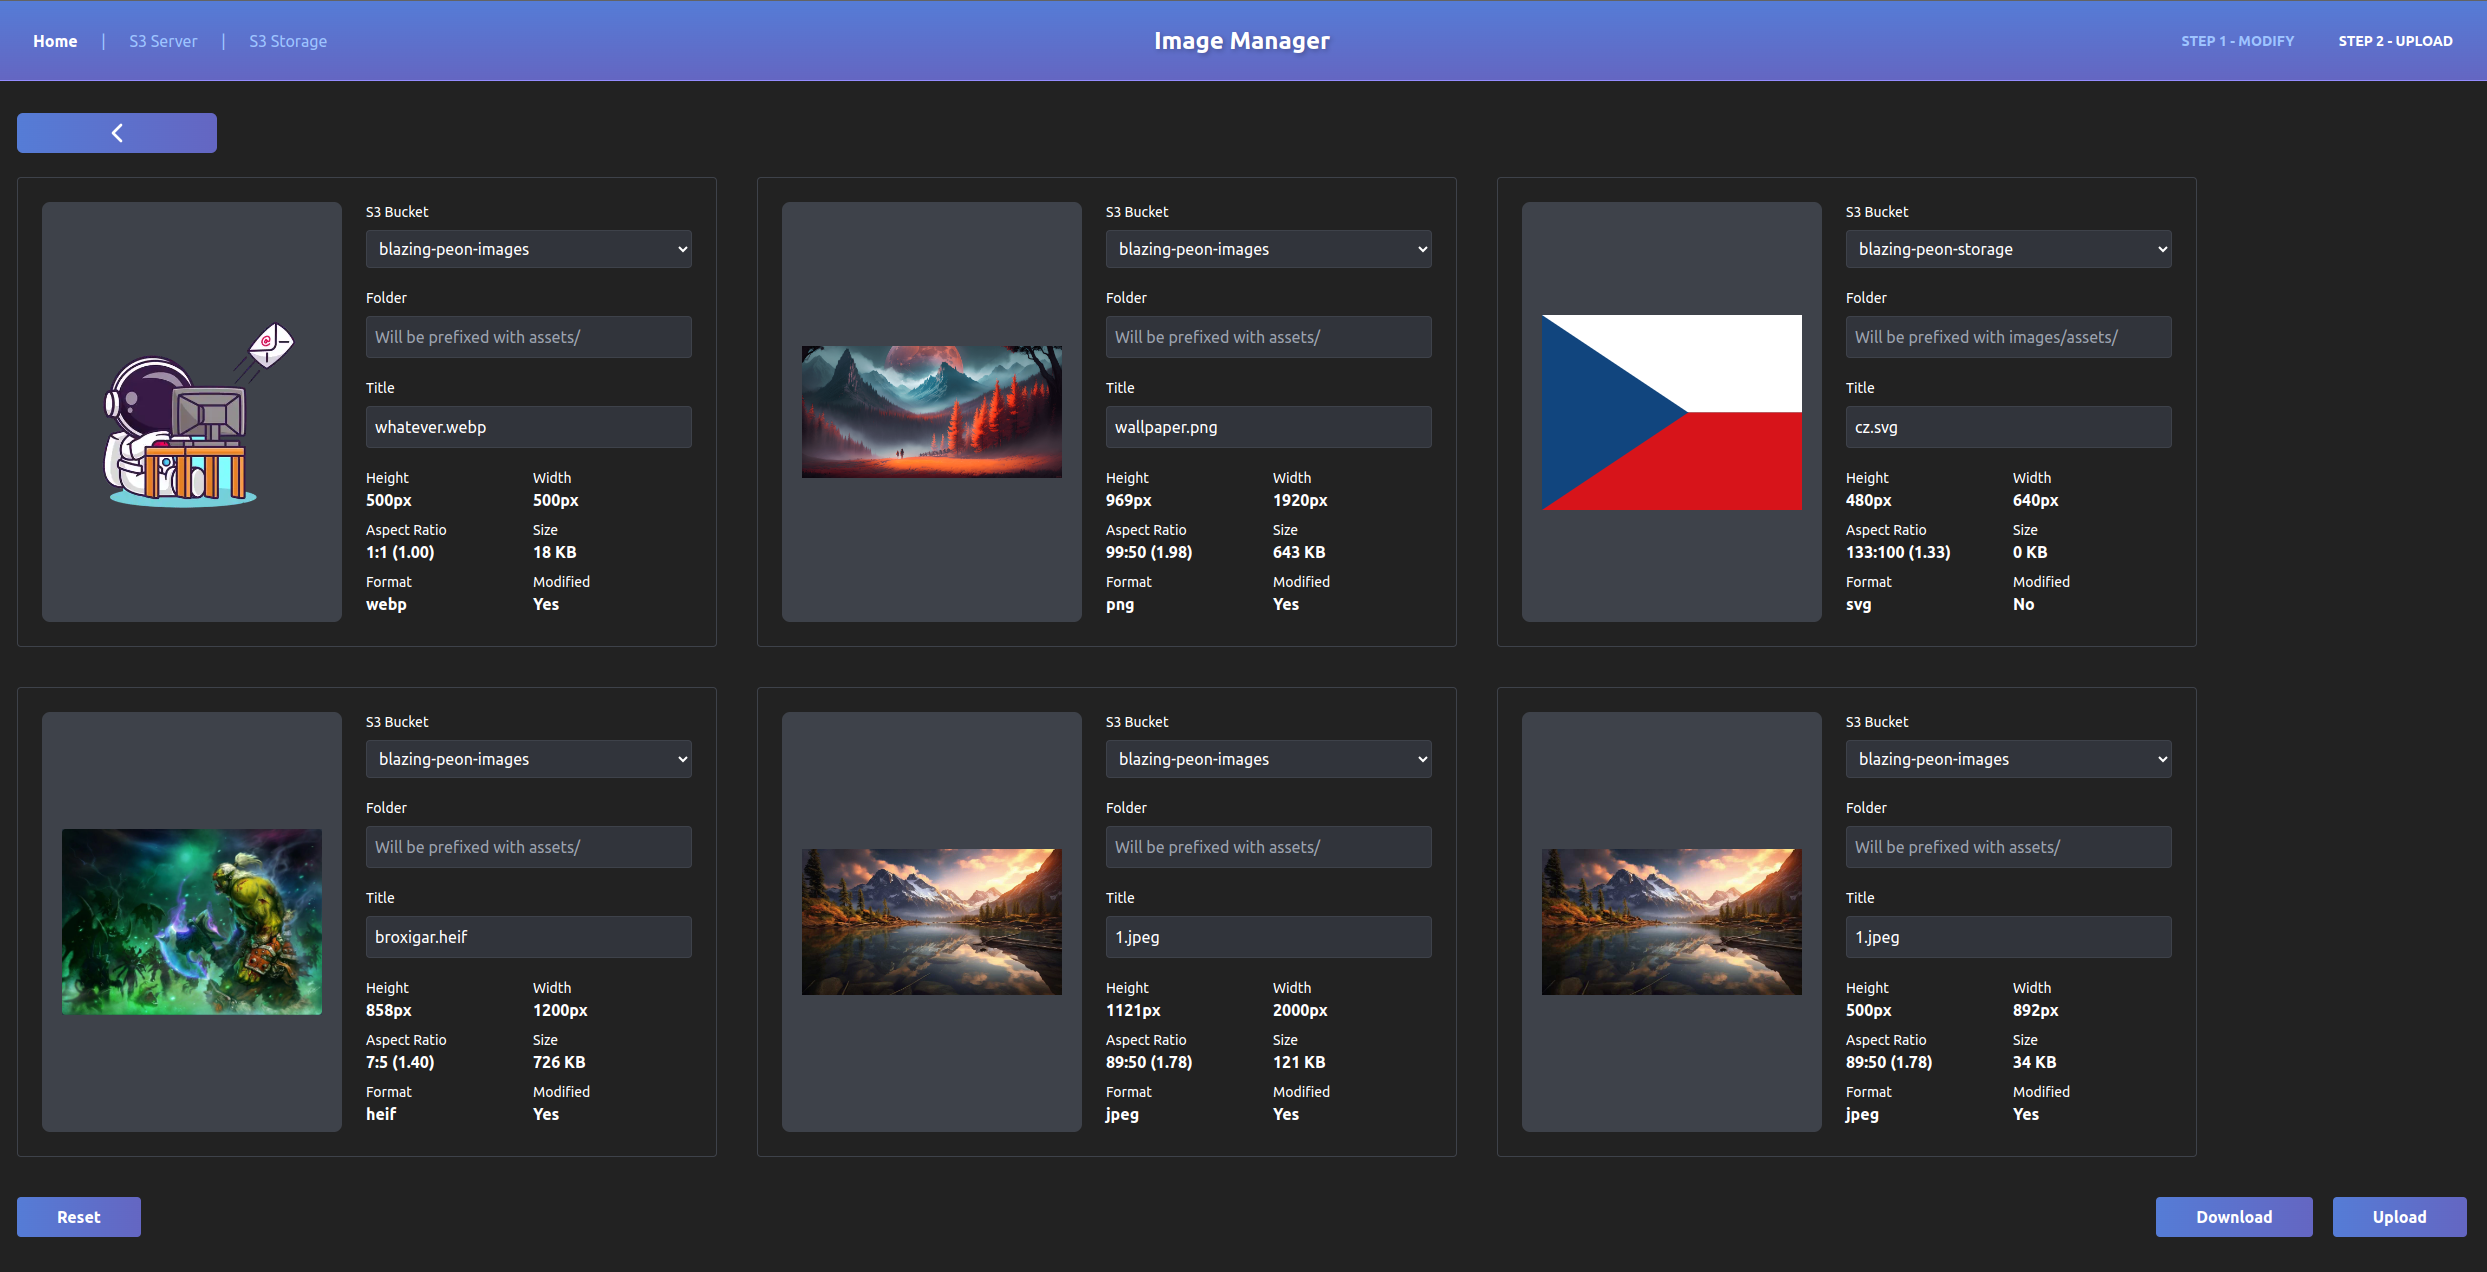 Home | S3 Server | S3 Storage
Image Manager
STEP 1 - MODIFY STEP 2 - UPLOAD
S3 Bucket
blazing-peon-images
Folder
Will be prefixed with assets/
Title
whatever.webp
Height Width
500px 500px
Aspect Ratio Size
1:1 (1.00) 18 KB
Format Modified
webp Yes
S3 Bucket
blazing-peon-images
Folder
Will be prefixed with assets/
Title
wallpaper.png
Height Width
969px 1920px
Aspect Ratio Size
99:50 (1.98) 643 KB
Format Modified
png Yes
S3 Bucket
blazing-peon-storage
Folder
Will be prefixed with images/assets/
Title
cz.svg
Height Width
480px 640px
Aspect Ratio Size
133:100 (1.33) 0 KB
Format Modified
svg No
S3 Bucket
blazing-peon-images
Folder
Will be prefixed with assets/
Title
broxigar.heif
Height Width
858px 1200px
Aspect Ratio Size
7:5 (1.40) 726 KB
Format Modified
heif Yes
S3 Bucket
blazing-peon-images
Folder
Will be prefixed with assets/
Title
1.jpeg
Height Width
1121px 2000px
Aspect Ratio Size
89:50 (1.78) 121 KB
Format Modified
jpeg Yes
S3 Bucket
blazing-peon-images
Folder
Will be prefixed with assets/
Title
1.jpeg
Height Width
500px 892px
Aspect Ratio Size
89:50 (1.78) 34 KB
Format Modified
jpeg Yes
Reset
Download Upload